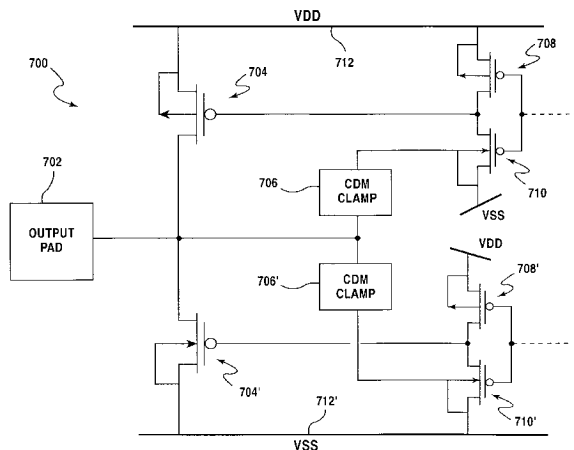 VDD
712
708
700
704
702
706
CDM
CLAMP
710
VSS
OUTPUT
PAD
VDD
706'
CDM
CLAMP
708'
704'
710'
712'
VSS